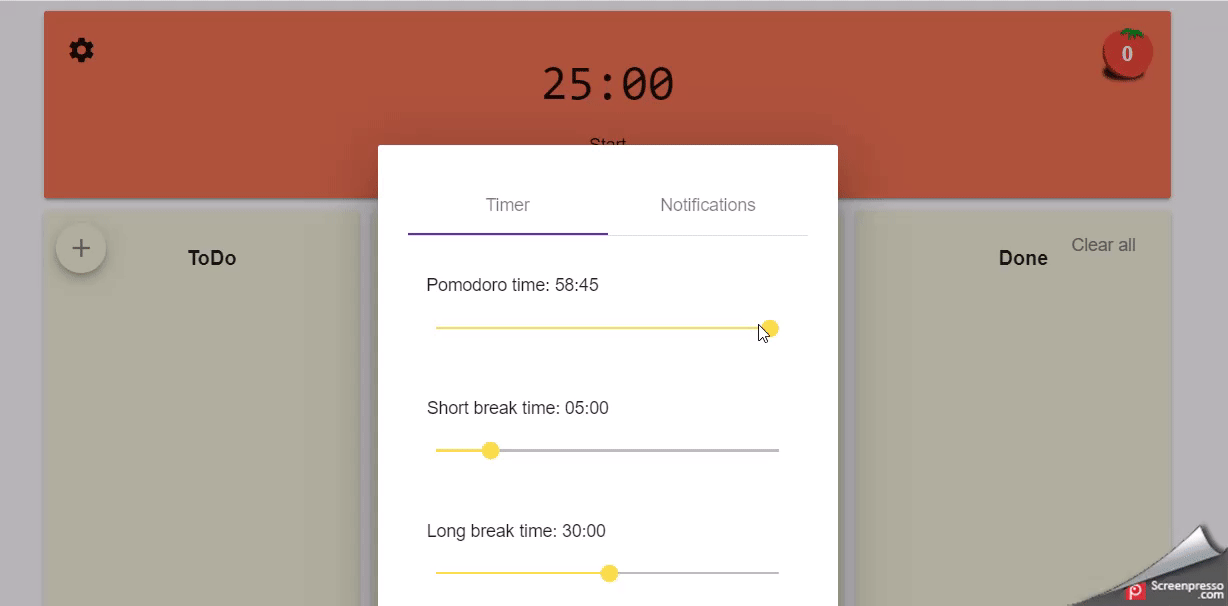 0
25:00
Start
Timer
Notifications
ToDo
Done
Clear all
Pomodoro time: 58:45
Short break time: 05:00
Long break time: 30:00
Screenpresso
.com